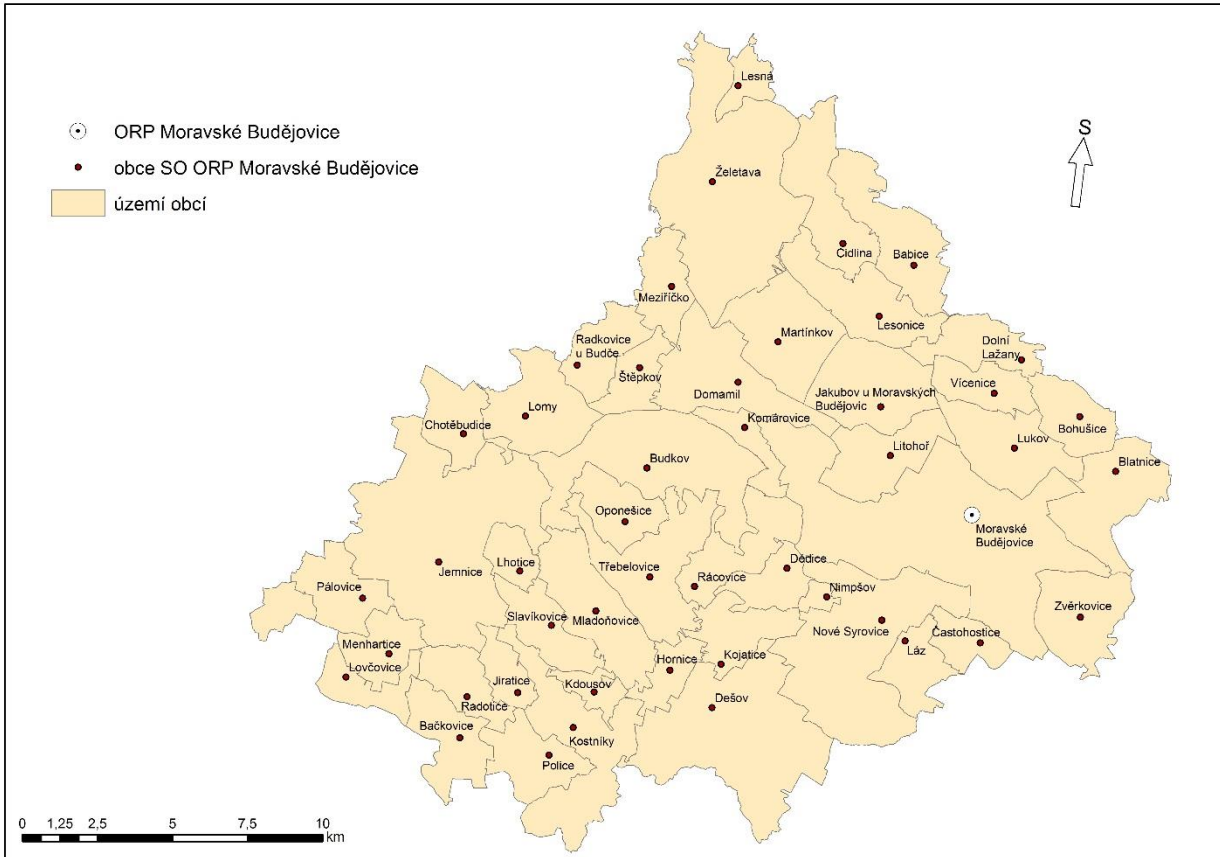 Lesná
ORP Moravské Budějovice
S
obce SO ORP Moravské Budějovice
Želetava
území obcí
Cidlina
Babice
Meziříčko
Lesonice
Martínkov
Radkovice
u Budče
Dolní
Lažany
Štěpkov
Domamil
Jakubov u Moravských
Budějovic
Vícenice
Lomy
Chotěbudice
Komárovice
Bohušice
Lukov
Litohoř
Budkov
Blatnice
Oponešice
Moravské
Budějovice
Jemnice
Lhotice
Třebelovice
Rácovice
Dědice
Pálovice
Nimpšov
Zvěrkovice
Slavíkovice
Mladoňovice
Nové Syrovice
Častohostice
Láz
Menhartice
Lovčovice
Hornice
Kojatice
Jiratice
Kdousov
Radotice
Dešov
Bačkovice
Kostníky
Police
0 1,25 2,5 5 7,5 10
km